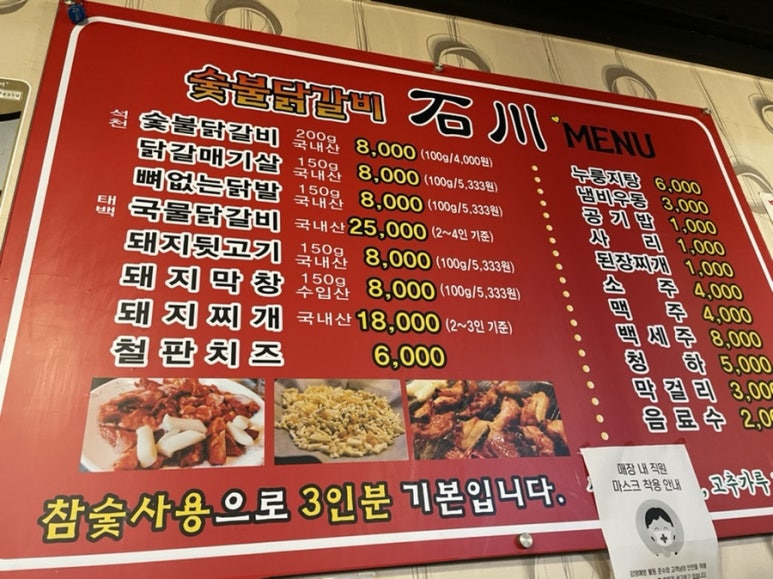 숯불닭갈비 石川 MENU
석천 숯불닭갈비 200g 국내산 8,000 (100g/4,000원)
닭갈매기살 150g 국내산 8,000 (100g/5,333원)
뼈없는닭발 150g 국내산 8,000 (100g/5,333원)
태백 국물닭갈비 국내산 25,000 (2~4인 기준)
돼지뒷고기 150g 국내산 8,000 (100g/5,333원)
돼지막창 150g 수입산 8,000 (100g/5,333원)
돼지찌개 국내산 18,000 (2~3인 기준)
철판치즈 6,000
누룽지탕 6,000
냄비우동 3,000
공기밥 1,000
사리 1,000
된장찌개 1,000
소주 4,000
맥주 4,000
백세주 8,000
청하 5,000
막걸리 3,000
음료수 2,0
참숯사용으로 3인분 기본입니다.
, 고추가루
매장 내 직원
마스크 착용 안내